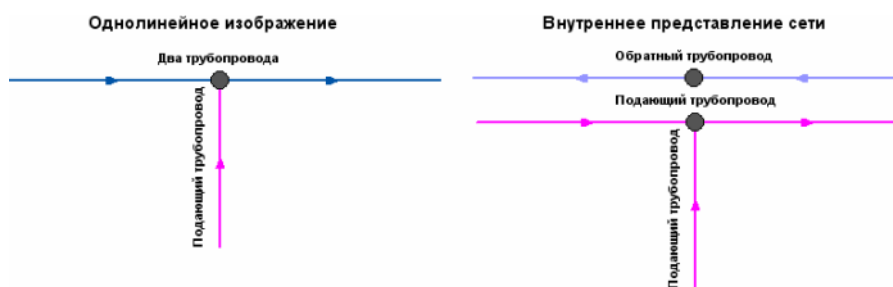 Однолинейное изображение
Два трубопровода
Подающий трубопровод
Внутреннее представление сети
Обратный трубопровод
Подающий трубопровод
Подающий трубопровод